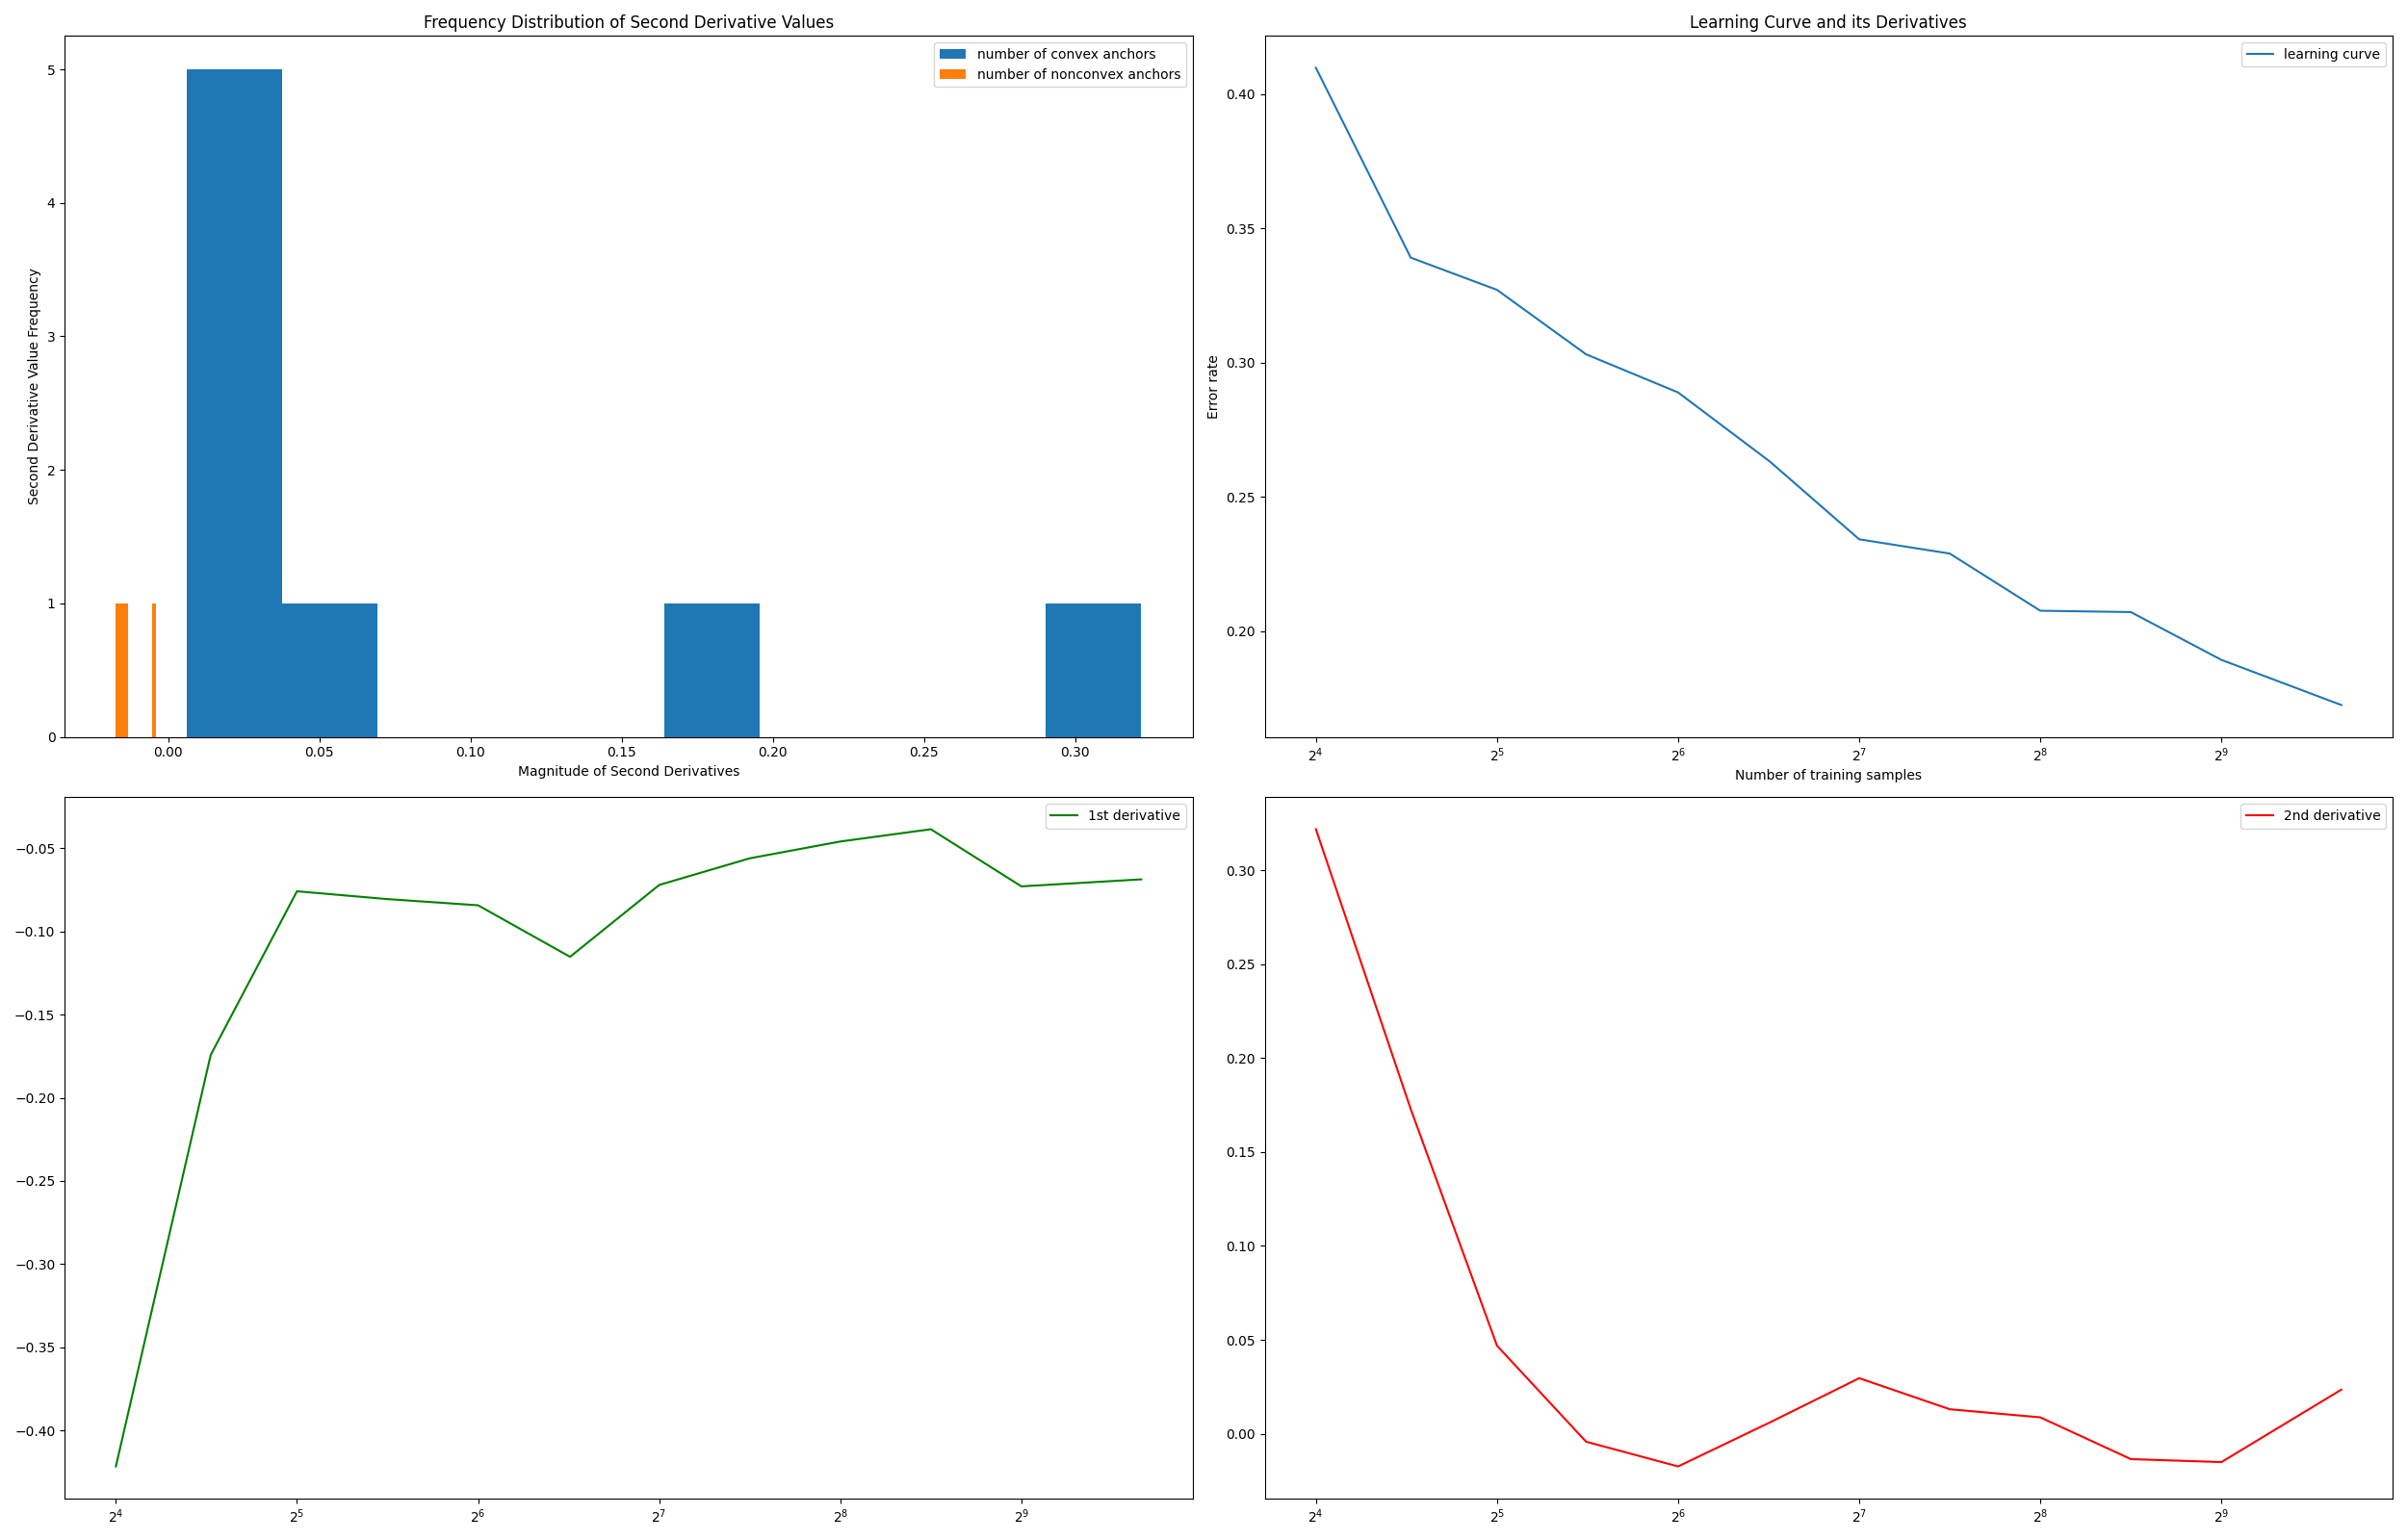 Frequency Distribution of Second Derivative Values
number of convex anchors
number of nonconvex anchors
Second Derivative Value Frequency
5
4
3
2
1
0
0.00 0.05 0.10 0.15 0.20 0.25 0.30
Magnitude of Second Derivatives
Learning Curve and its Derivatives
learning curve
Error rate
0.40
0.35
0.30
0.25
0.20
2⁴ 2⁵ 2⁶ 2⁷ 2⁸ 2⁹
Number of training samples
1st derivative
−0.05
−0.10
−0.15
−0.20
−0.25
−0.30
−0.35
−0.40
2⁴ 2⁵ 2⁶ 2⁷ 2⁸ 2⁹
2nd derivative
0.30
0.25
0.20
0.15
0.10
0.05
0.00
2⁴ 2⁵ 2⁶ 2⁷ 2⁸ 2⁹